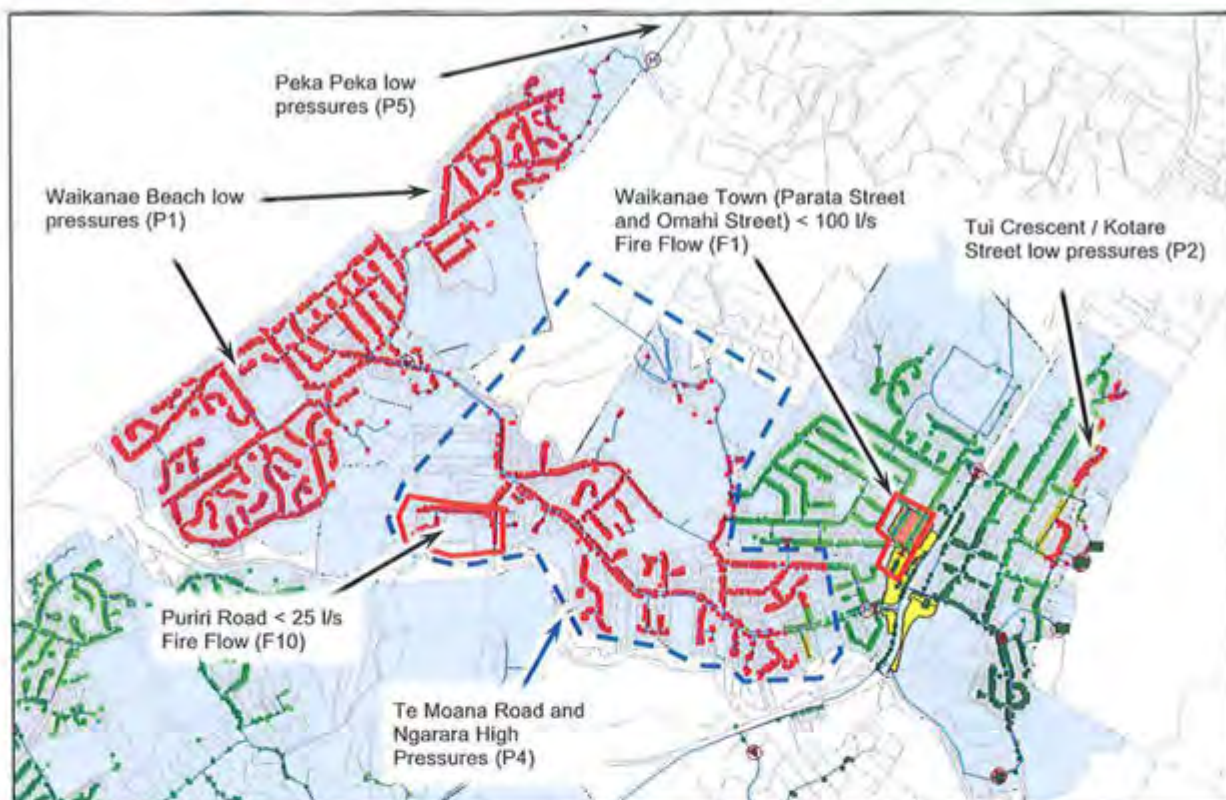 Peka Peka low
pressures (P5)
Waikanae Beach low
pressures (P1)
Waikanae Town (Parata Street
and Omahi Street) < 100 l/s
Fire Flow (F1)
Tui Crescent / Kotare
Street low pressures (P2)
Puriri Road < 25 l/s
Fire Flow (F10)
Te Moana Road and
Ngarara High
Pressures (P4)